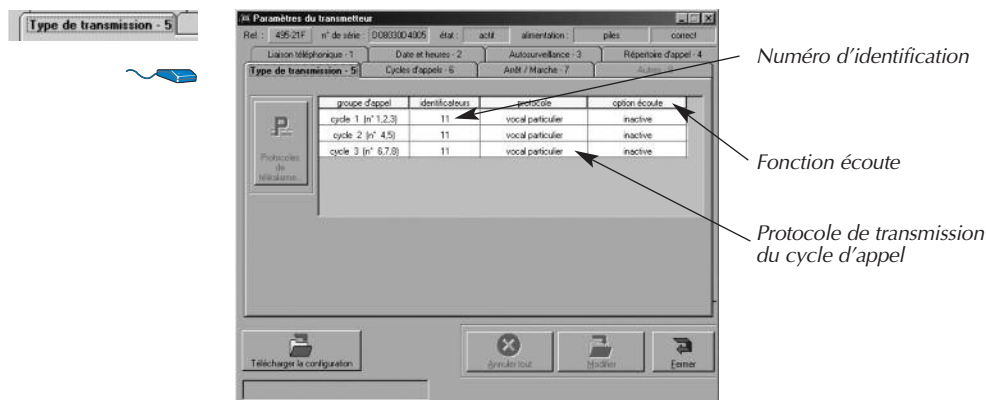 Type de transmission - 5
Paramètres du transmetteur
Ref. : 495-21F n° de série : D08030D4005 état : actif alimentation : piles correct
Liaison téléphonique - 1 Date et heures - 2 Autosurveillance - 3 Répertoire d'appel - 4
Type de transmission - 5 Cycles d'appels - 6 Arrêt / Marche - 7 Autres - 8
groupe d'appel identificateurs protocole option écoute
cycle 1 (n° 1,2,3) 11 vocal particulier inactive
cycle 2 (n° 4,5) 11 vocal particulier inactive
cycle 3 (n° 6,7,8) 11 vocal particulier inactive
Protocoles
de
téléalarme...
Télécharger la configuration
Annuler tout
Modifier
Fermer
Numéro d'identification
Fonction écoute
Protocole de transmission
du cycle d'appel